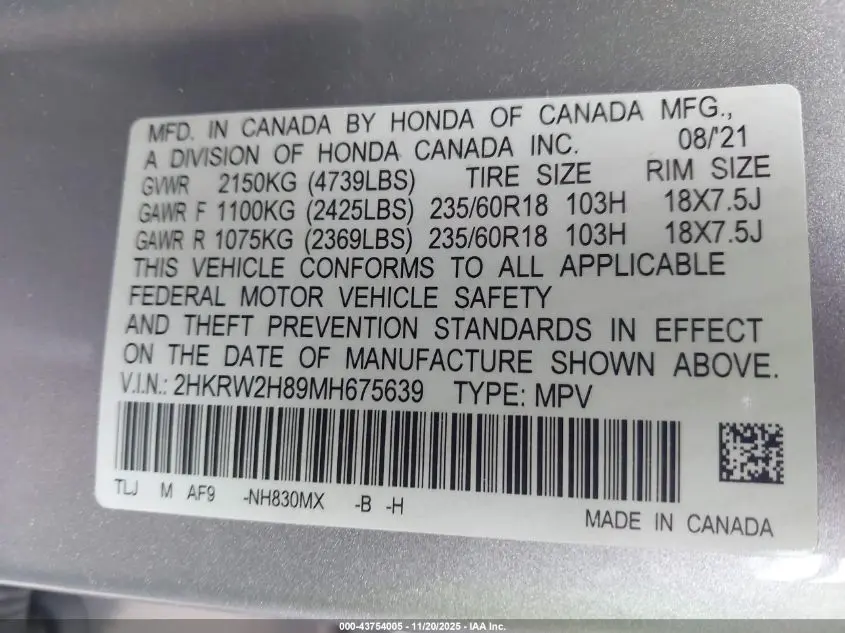 MFD. IN CANADA BY HONDA OF CANADA MFG.,
A DIVISION OF HONDA CANADA INC. 08/'21
GVWR 2150KG (4739LBS) TIRE SIZE RIM SIZE
GAWR F 1100KG (2425LBS) 235/60R18 103H 18X7.5J
GAWR R 1075KG (2369LBS) 235/60R18 103H 18X7.5J
THIS VEHICLE CONFORMS TO ALL APPLICABLE
FEDERAL MOTOR VEHICLE SAFETY
AND THEFT PREVENTION STANDARDS IN EFFECT
ON THE DATE OF MANUFACTURE SHOWN ABOVE.
V.I.N.: 2HKRW2H89MH675639 TYPE: MPV
TLJ M AF9 -NH830MX -B -H
MADE IN CANADA
000-43754005 - 11/20/2025 - IAA Inc.